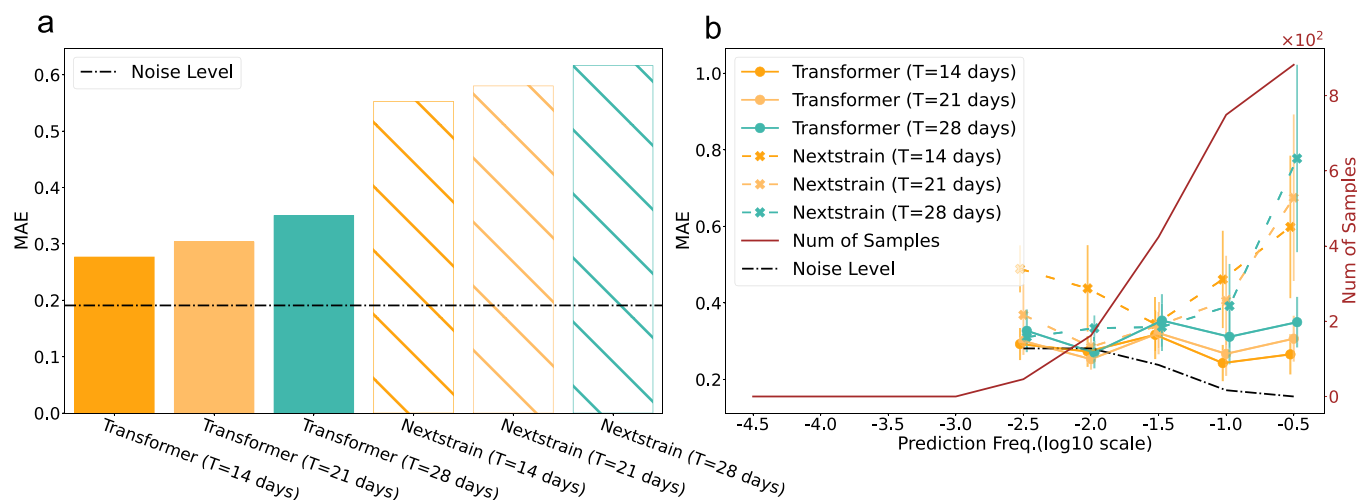 a
MAE
0.6
0.5
0.4
0.3
0.2
0.1
0.0
Noise Level
Transformer (T=14 days)
Transformer (T=21 days)
Transformer (T=28 days)
Nextstrain (T=14 days)
Nextstrain (T=21 days)
Nextstrain (T=28 days)
b
×10²
MAE
1.0
0.8
0.6
0.4
0.2
Transformer (T=14 days)
Transformer (T=21 days)
Transformer (T=28 days)
Nextstrain (T=14 days)
Nextstrain (T=21 days)
Nextstrain (T=28 days)
Num of Samples
Noise Level
8
6
4
2
0
Num of Samples
-4.5 -4.0 -3.5 -3.0 -2.5 -2.0 -1.5 -1.0 -0.5
Prediction Freq.(log10 scale)